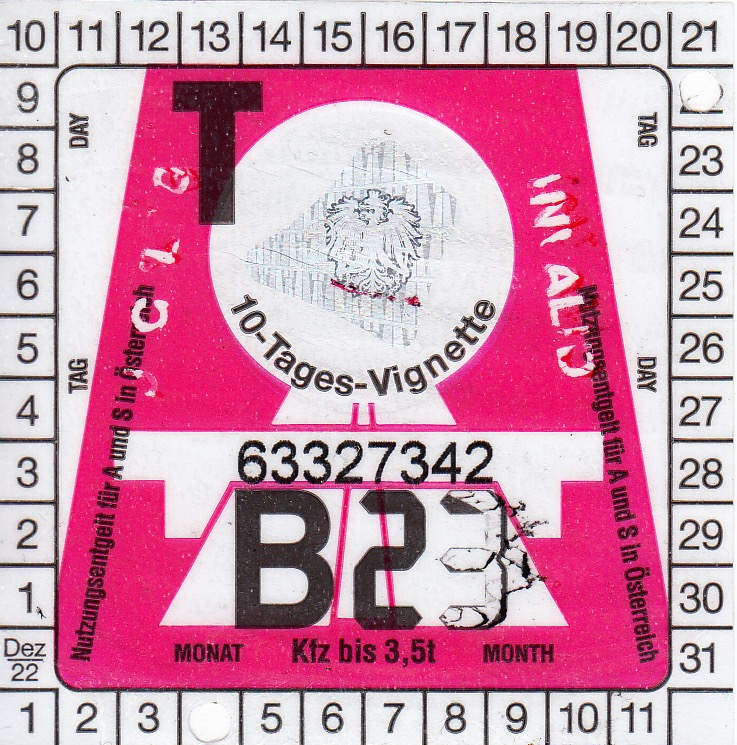 10 11 12 13 14 15 16 17 18 19 20 21
9
8
7
6
5
4
3
2
1
Dez
22
23
24
25
26
27
28
29
30
31
1 2 3 5 6 7 8 9 10 11
DAY
TAG
T
TAG
DAY
10-Tages-Vignette
Nutzungsentgelt für A und S in Österreich
Nutzungsentgelt für A und S in Österreich
63327342
B23
MONAT Kfz bis 3,5t MONTH